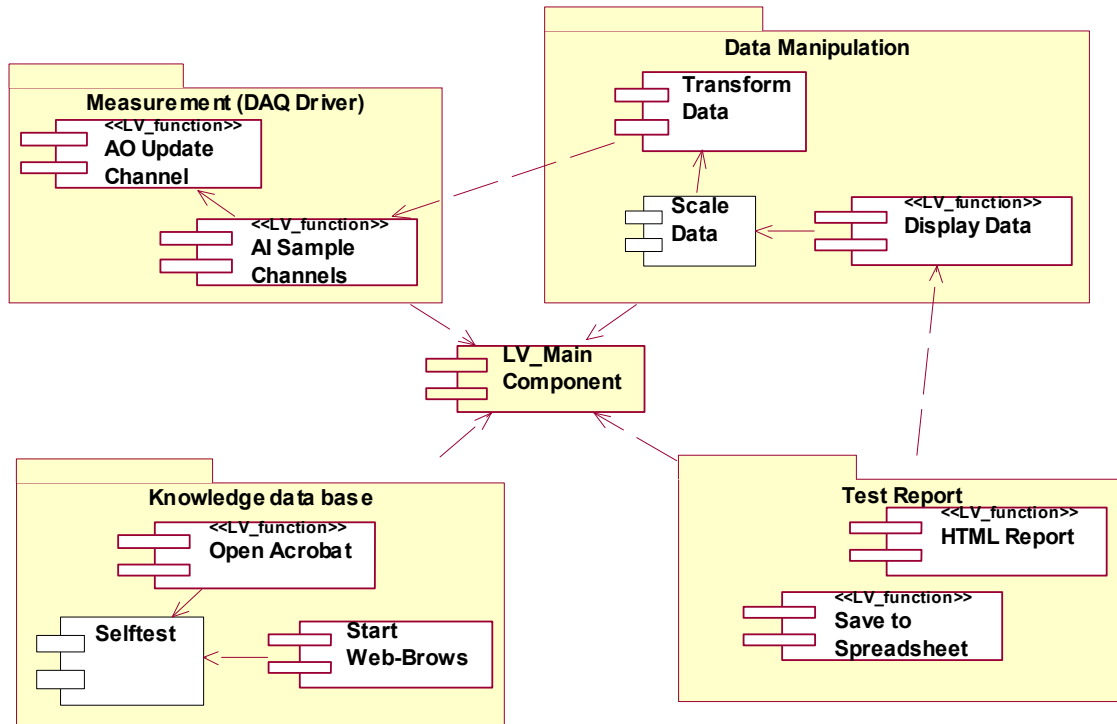 Data Manipulation
Transform
Data
Scale
Data
<<LV_function>>
Display Data
Measurement (DAQ Driver)
<<LV_function>>
AO Update
Channel
<<LV_function>>
AI Sample
Channels
LV_Main
Component
Knowledge data base
<<LV_function>>
Open Acrobat
Selftest
Start
Web-Brows
Test Report
<<LV_function>>
HTML Report
<<LV_function>>
Save to
Spreadsheet